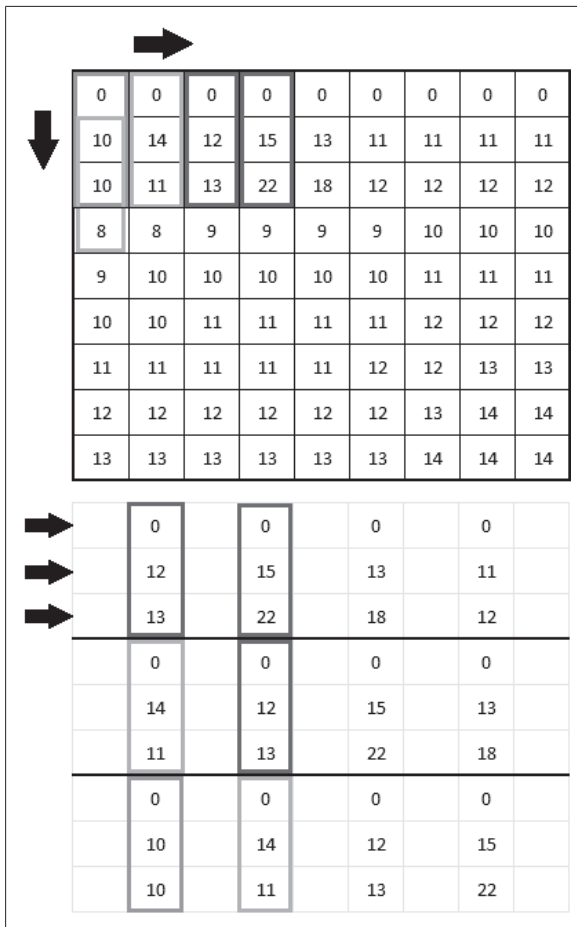 0 0 0 0 0 0 0 0 0
10 14 12 15 13 11 11 11 11
10 11 13 22 18 12 12 12 12
8 8 9 9 9 9 10 10 10
9 10 10 10 10 10 11 11 11
10 10 11 11 11 11 12 12 12
11 11 11 11 11 12 12 13 13
12 12 12 12 12 12 13 14 14
13 13 13 13 13 13 14 14 14
0 0 0 0
12 15 13 11
13 22 18 12
0 0 0 0
14 12 15 13
11 13 22 18
0 0 0 0
10 14 12 15
10 11 13 22